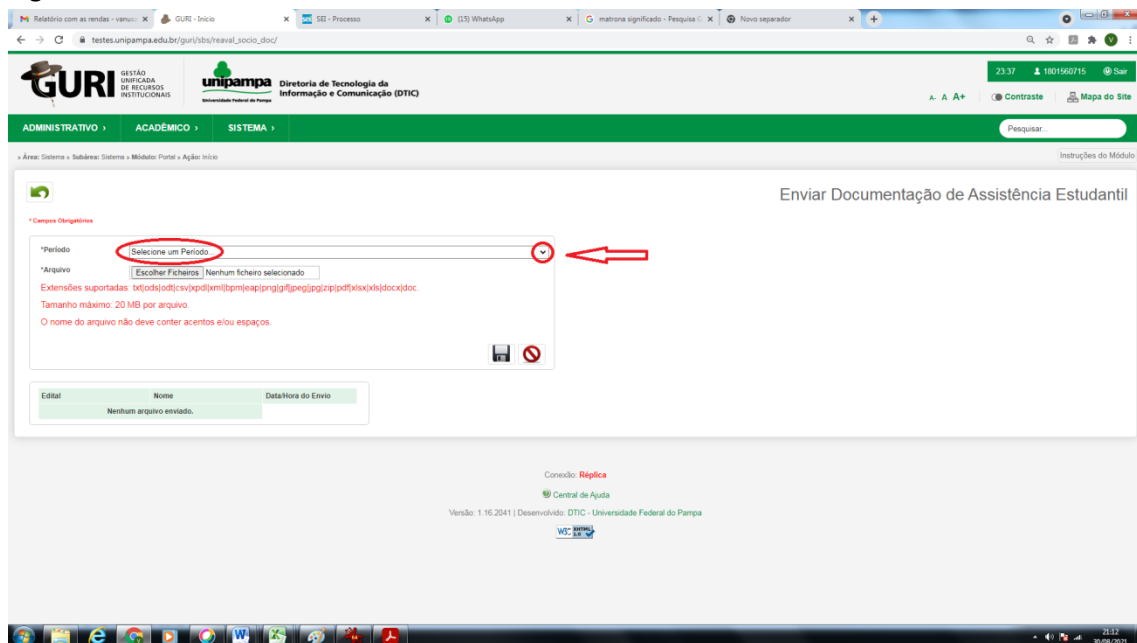 Relatório com as rendas - vanus
GURI - Início
SEI - Processo
(15) WhatsApp
matrona significado - Pesquisa G
Novo separador
testes.unipampa.edu.br/guri/sbs/reaval_socio_doc/
GURI
GESTÃO
UNIFICADA
DE RECURSOS
INSTITUCIONAIS
unipampa
Universidade Federal do Pampa
Diretoria de Tecnologia da
Informação e Comunicação (DTIC)
23:37 1801560715 Sair
A- A A+ Contraste Mapa do Site
ADMINISTRATIVO › ACADÊMICO › SISTEMA ›
Pesquisar...
» Área: Sistema » Subárea: Sistema » Módulo: Portal » Ação: Início
Instruções do Módulo
Enviar Documentação de Assistência Estudantil
* Campos Obrigatórios
*Período Selecione um Período...
*Arquivo Escolher Ficheiros Nenhum ficheiro selecionado
Extensões suportadas: txt|ods|odt|csv|xpdl|xml|bpm|eap|png|gif|jpeg|jpg|zip|pdf|xlsx|xls|docx|doc.
Tamanho máximo: 20 MB por arquivo.
O nome do arquivo não deve conter acentos e/ou espaços.
Edital Nome Data/Hora do Envio
Nenhum arquivo enviado.
Conexão: Réplica
Central de Ajuda
Versão: 1.16.2041 | Desenvolvido: DTIC - Universidade Federal do Pampa
W3C XHTML 1.0
21:12
30/08/2021